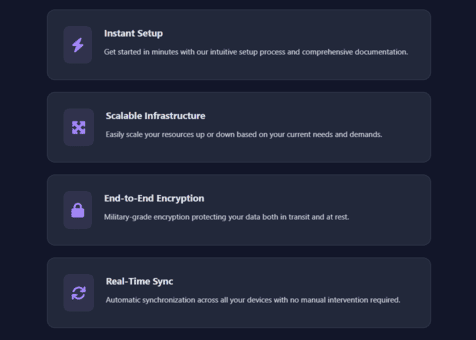 Instant Setup
Get started in minutes with our intuitive setup process and comprehensive documentation.
Scalable Infrastructure
Easily scale your resources up or down based on your current needs and demands.
End-to-End Encryption
Military-grade encryption protecting your data both in transit and at rest.
Real-Time Sync
Automatic synchronization across all your devices with no manual intervention required.